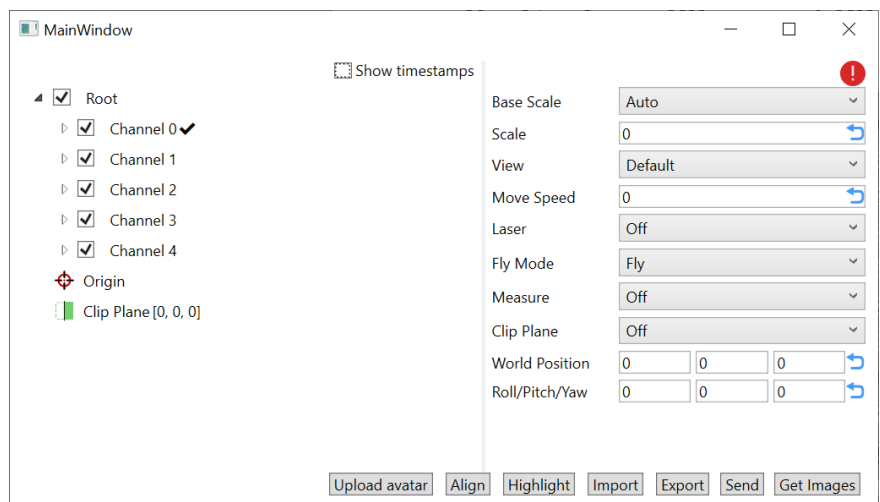 MainWindow
Show timestamps
Root
Channel 0
Channel 1
Channel 2
Channel 3
Channel 4
Origin
Clip Plane [0, 0, 0]
!
Base Scale Auto
Scale 0
View Default
Move Speed 0
Laser Off
Fly Mode Fly
Measure Off
Clip Plane Off
World Position 0 0 0
Roll/Pitch/Yaw 0 0 0
Upload avatar Align Highlight Import Export Send Get Images